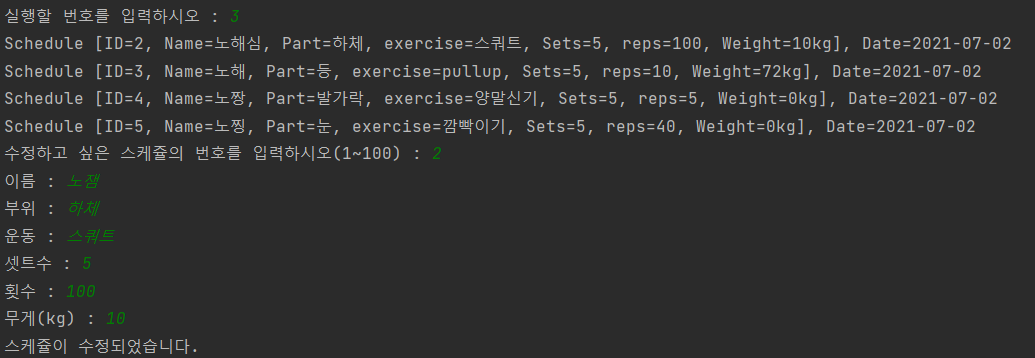 실행할 번호를 입력하시오 : 3
Schedule [ID=2, Name=노해심, Part=하체, exercise=스쿼트, Sets=5, reps=100, Weight=10kg], Date=2021-07-02
Schedule [ID=3, Name=노해, Part=등, exercise=pullup, Sets=5, reps=10, Weight=72kg], Date=2021-07-02
Schedule [ID=4, Name=노짱, Part=발가락, exercise=양말신기, Sets=5, reps=5, Weight=0kg], Date=2021-07-02
Schedule [ID=5, Name=노찡, Part=눈, exercise=깜빡이기, Sets=5, reps=40, Weight=0kg], Date=2021-07-02
수정하고 싶은 스케쥴의 번호를 입력하시오(1~100) : 2
이름 : 노잼
부위 : 하체
운동 : 스쿼트
셋트수 : 5
횟수 : 100
무게(kg) : 10
스케쥴이 수정되었습니다.